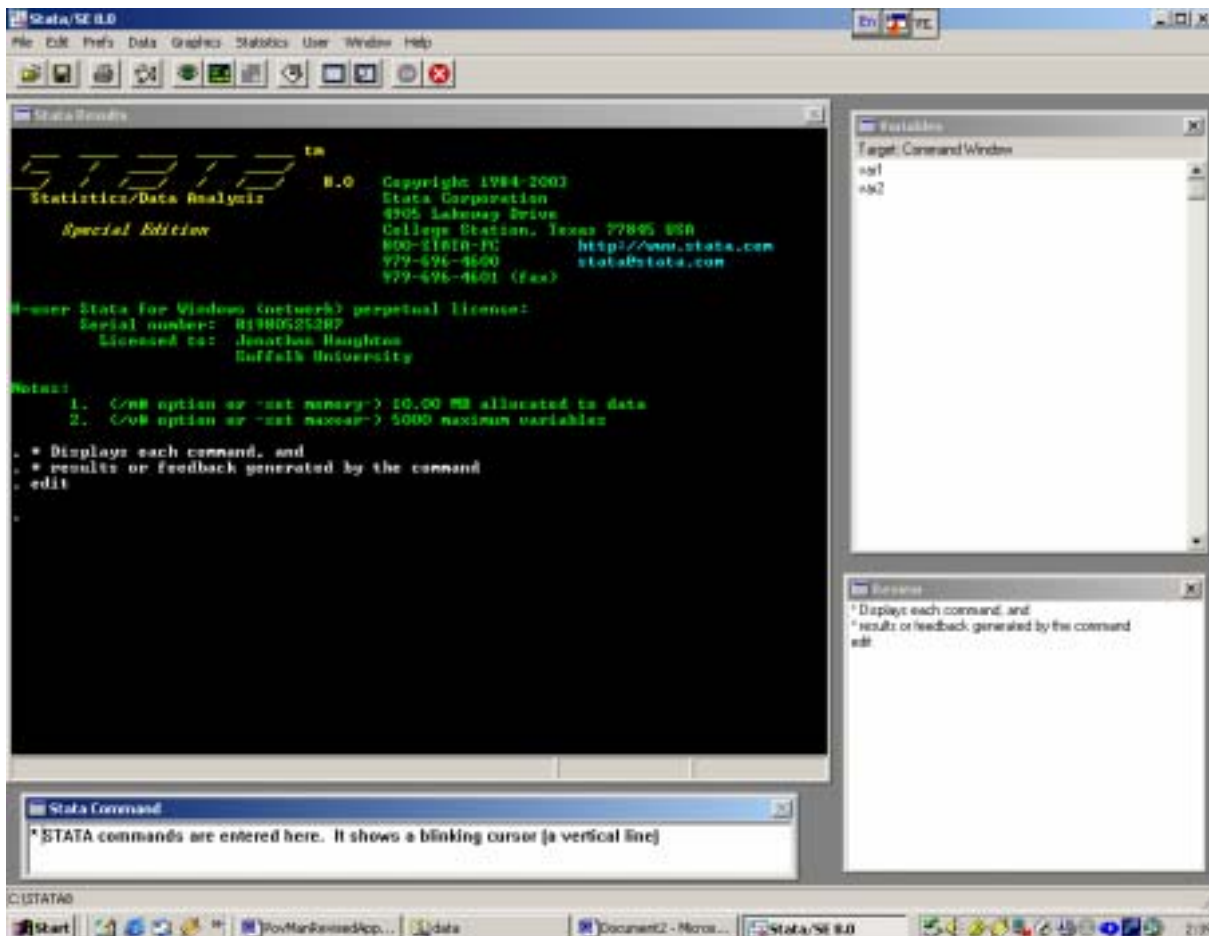 Stata/SE 8.0
File Edit Prefs Data Graphics Statistics User Window Help
Stata Results
STATA tm
8.0 Copyright 1984-2003
Statistics/Data Analysis Stata Corporation
4905 Lakeway Drive
Special Edition College Station, Texas 77845 USA
800-STATA-PC http://www.stata.com
979-696-4600 stata@stata.com
979-696-4601 (fax)
-user Stata for Windows (network) perpetual license:
Serial number:
Licensed to: Jonathan Haughton
Suffolk University
Notes:
1. (/m# option or -set memory-) 10.00 MB allocated to data
2. (/v# option or -set maxvar-) 5000 maximum variables
. * Displays each command, and
. * results or feedback generated by the command
. edit
.
Stata Command
* STATA commands are entered here. It shows a blinking cursor (a vertical line)
En
Variables
Target: Command Window
var1
var2
Review
* Displays each command, and
* results or feedback generated by the command
edit
C:\STATA8
Start
data
Document2 - Micros...
Stata/SE 8.0